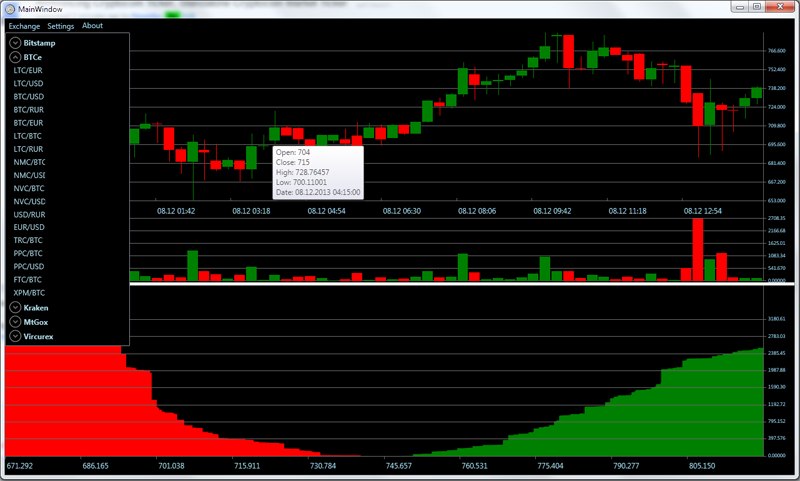 MainWindow
Exchange Settings About
Bitstamp
BTCe
LTC/EUR
LTC/USD
BTC/USD
BTC/RUR
BTC/EUR
LTC/BTC
LTC/RUR
NMC/BTC
NMC/USI
NVC/BTC
NVC/USD
USD/RUR
EUR/USD
TRC/BTC
PPC/BTC
PPC/USD
FTC/BTC
XPM/BTC
Kraken
MtGox
Vircurex
766.600
752.400
738.200
724.000
709.800
695.600
681.400
667.200
653.000
Open: 704
Close: 715
High: 728.76457
Low: 700.11001
Date: 08.12.2013 04:15:00
08.12 01:42 08.12 03:18 08.12 04:54 08.12 06:30 08.12 08:06 08.12 09:42 08.12 11:18 08.12 12:54
2708.35
2166.68
1625.01
1083.34
541.670
0.00000
3180.61
2783.03
2385.45
1987.88
1590.30
1192.72
795.152
397.576
0.00000
671.292 686.165 701.038 715.911 730.784 745.657 760.531 775.404 790.277 805.150